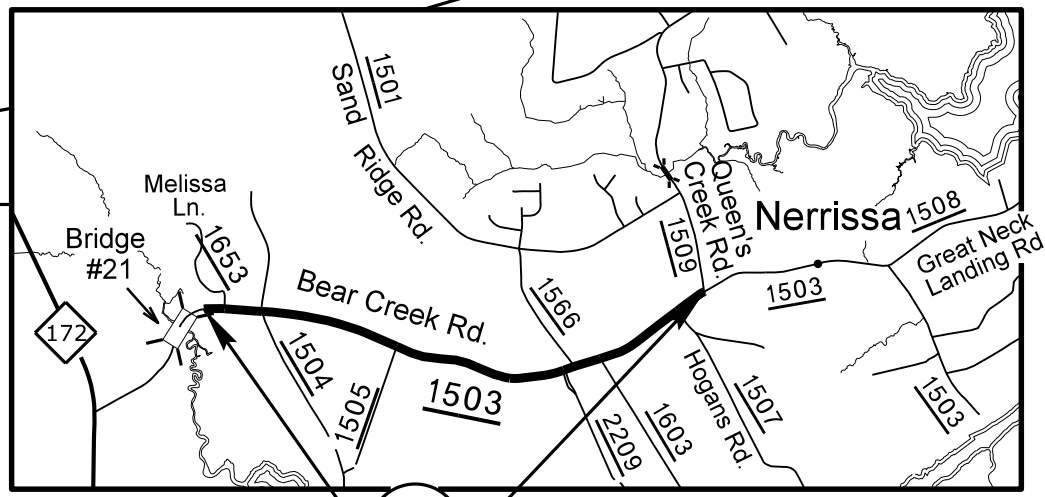 1501
Sand
Ridge Rd.
Melissa
Ln.
1653
Bridge
#21
172
Bear Creek Rd.
1503
1504
1505
1566
2209
1603
Queen's
Creek Rd.
1509
Nerrissa
1508
Great Neck
Landing Rd
1503
Hogans Rd.
1507
1503